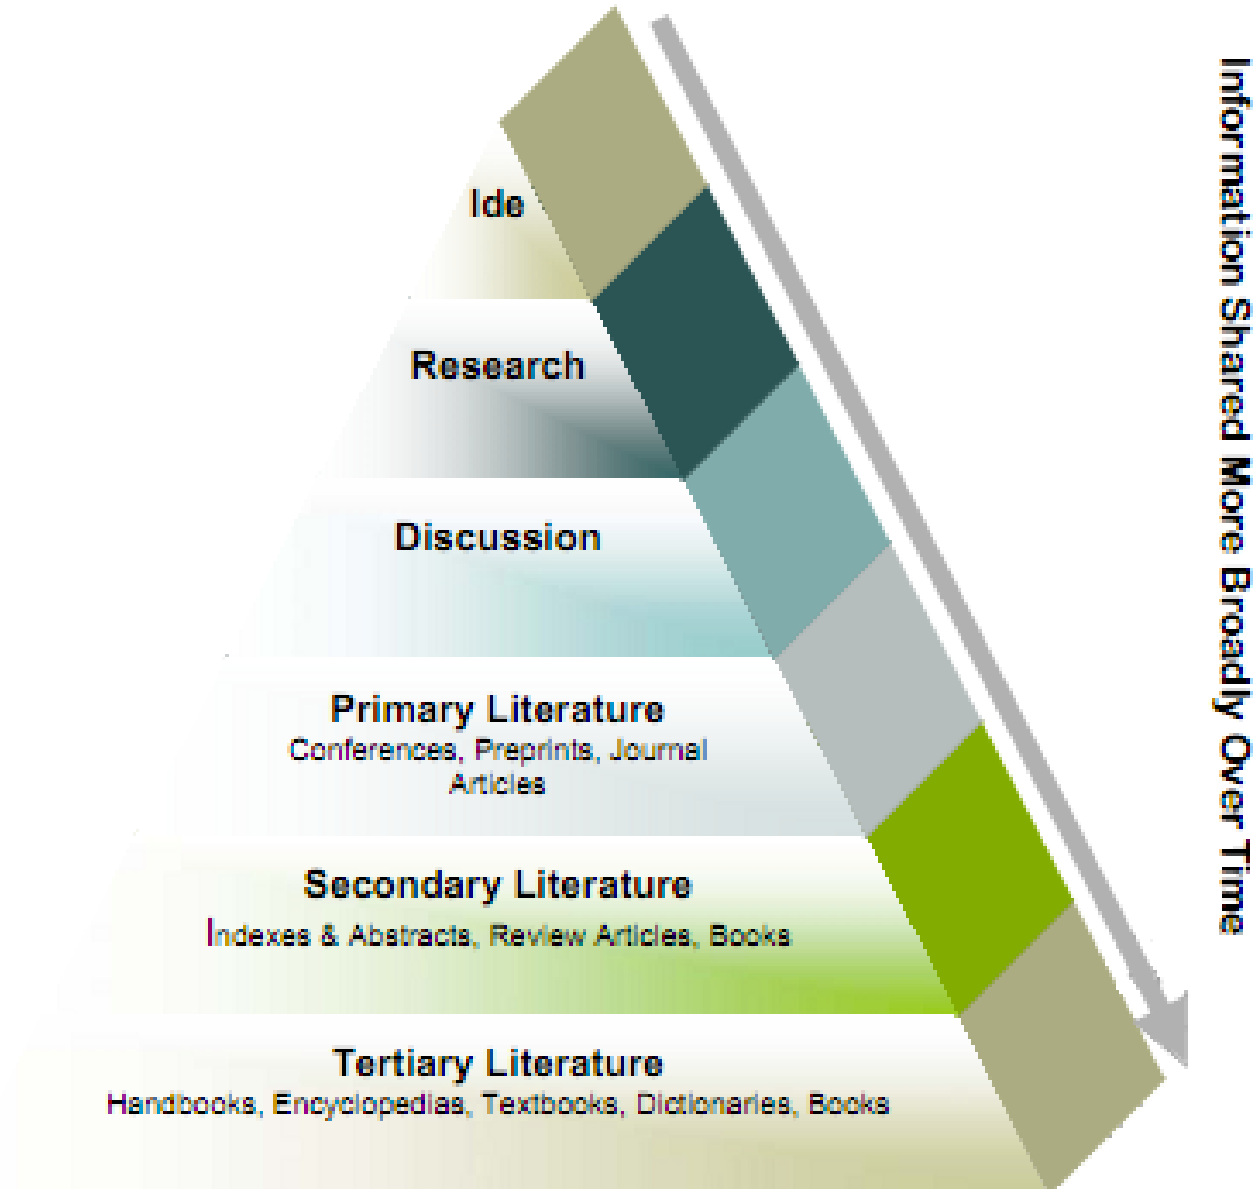 Ide
Research
Discussion
Primary Literature
Conferences, Preprints, Journal
Articles
Secondary Literature
Indexes & Abstracts, Review Articles, Books
Tertiary Literature
Handbooks, Encyclopedias, Textbooks, Dictionaries, Books
Information Shared More Broadly Over Time